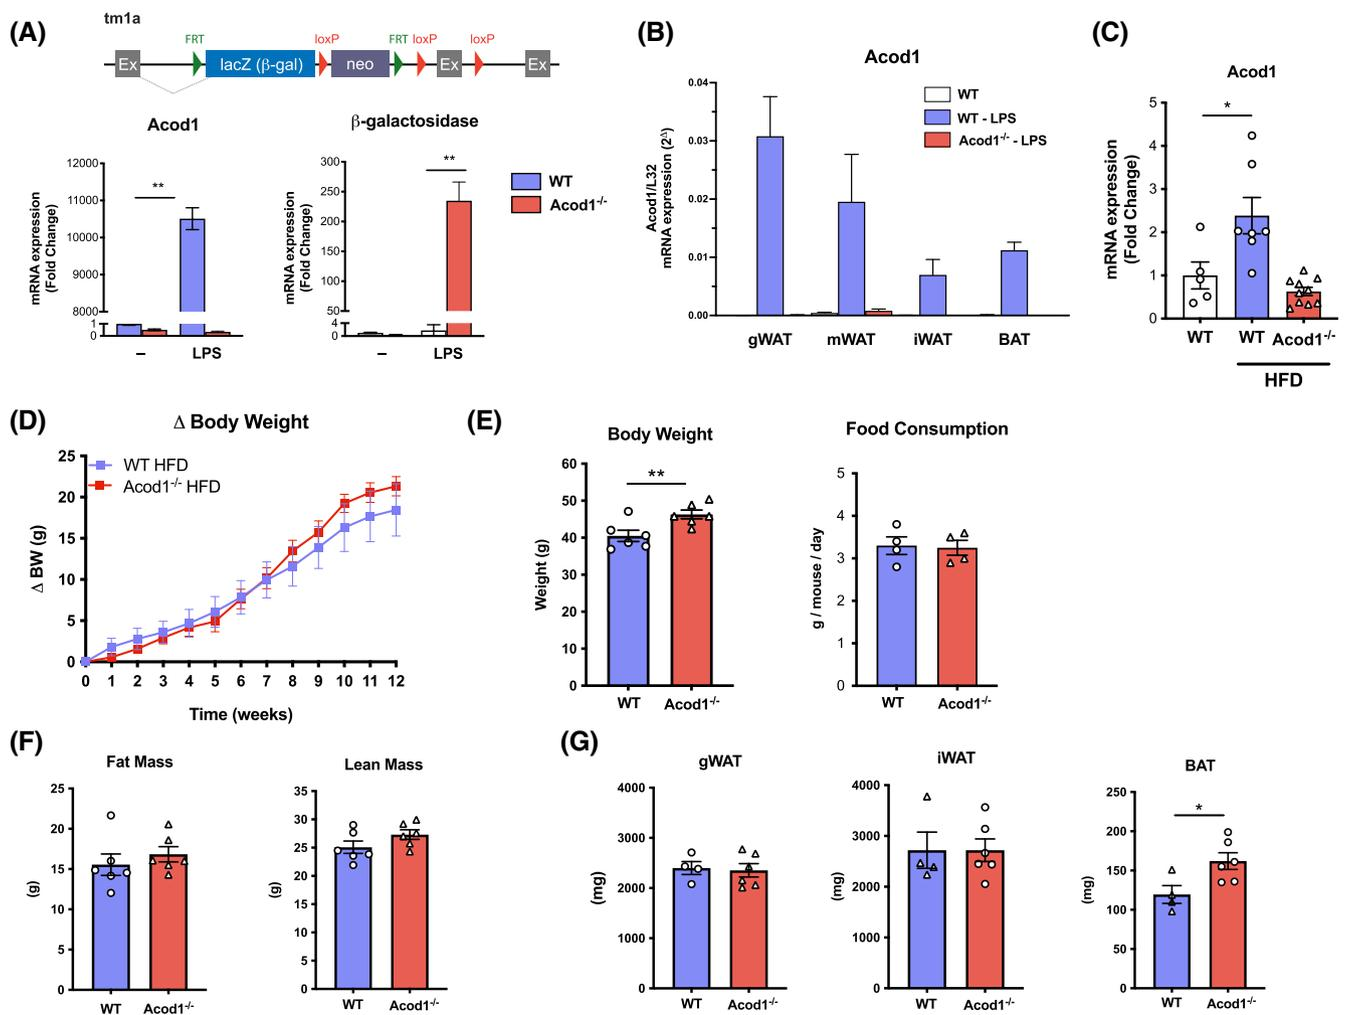 (A)
tm1a
FRT
loxP
FRT
loxP
loxP
Ex
lacZ (β-gal)
neo
Ex
Ex
Acod1
mRNA expression
(Fold Change)
12000
11000
10000
9000
8000
1
0
**
–
LPS
β-galactosidase
mRNA expression
(Fold Change)
300
250
200
150
100
50
4
0
**
–
LPS
WT
Acod1-/-
(B)
Acod1
Acod1/L32
mRNA expression (2Δ)
0.04
0.03
0.02
0.01
0.00
WT
WT - LPS
Acod1-/- - LPS
gWAT
mWAT
iWAT
BAT
(C)
Acod1
mRNA expression
(Fold Change)
5
4
3
2
1
0
*
WT
WT
Acod1-/-
HFD
(D)
Δ Body Weight
Δ BW (g)
25
20
15
10
5
0
WT HFD
Acod1-/- HFD
0 1 2 3 4 5 6 7 8 9 10 11 12
Time (weeks)
(E)
Body Weight
Weight (g)
60
50
40
30
20
10
0
**
WT
Acod1-/-
Food Consumption
g / mouse / day
5
4
3
2
1
0
WT
Acod1-/-
(F)
Fat Mass
(g)
25
20
15
10
5
0
WT
Acod1-/-
Lean Mass
(g)
35
30
25
20
15
10
5
0
WT
Acod1-/-
(G)
gWAT
(mg)
4000
3000
2000
1000
0
WT
Acod1-/-
iWAT
(mg)
4000
3000
2000
1000
0
WT
Acod1-/-
BAT
(mg)
250
200
150
100
50
0
*
WT
Acod1-/-